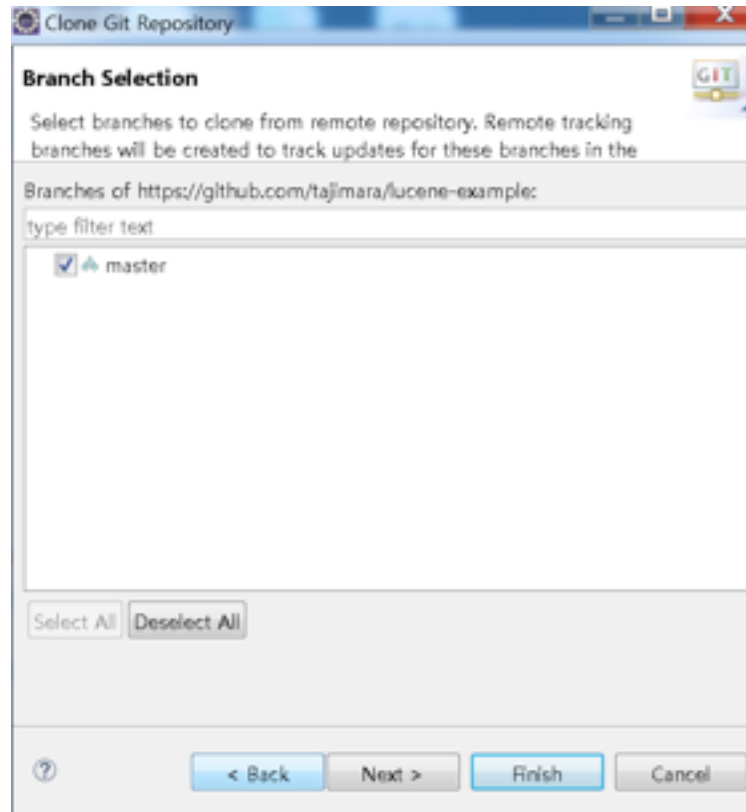 Clone Git Repository
Branch Selection
GIT
Select branches to clone from remote repository. Remote tracking
branches will be created to track updates for these branches in the
Branches of https://github.com/tajimara/lucene-example:
type filter text
master
Select All Deselect All
? < Back Next > Finish Cancel